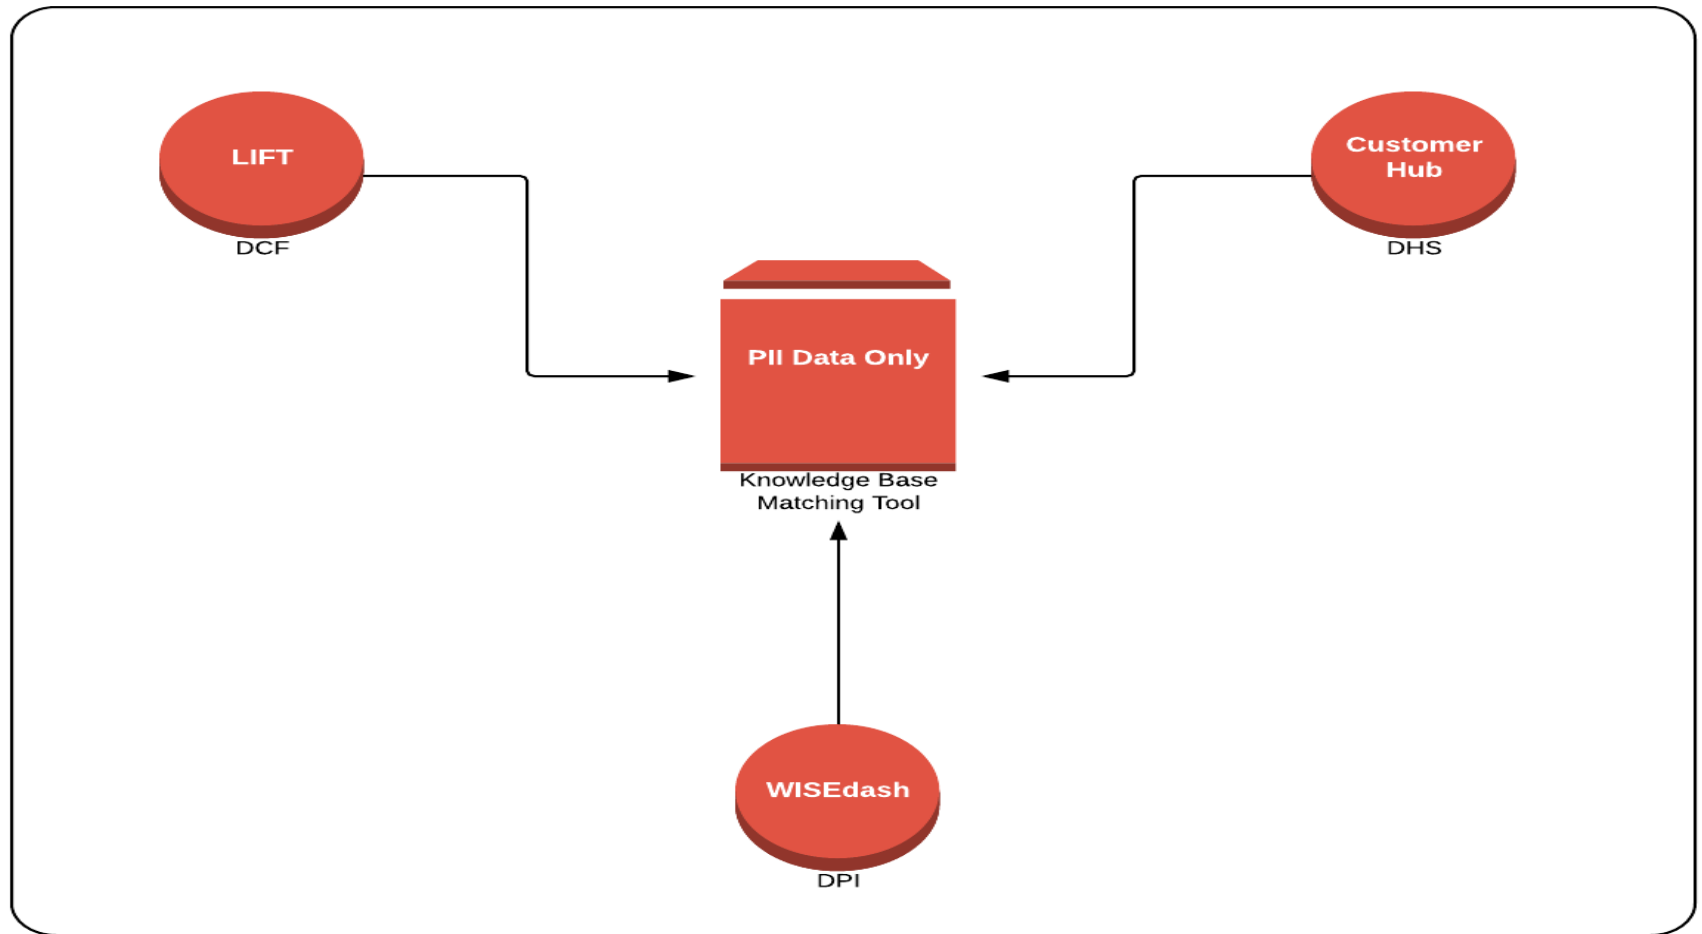 LIFT
DCF
Customer
Hub
DHS
PII Data Only
Knowledge Base
Matching Tool
WISEdash
DPI